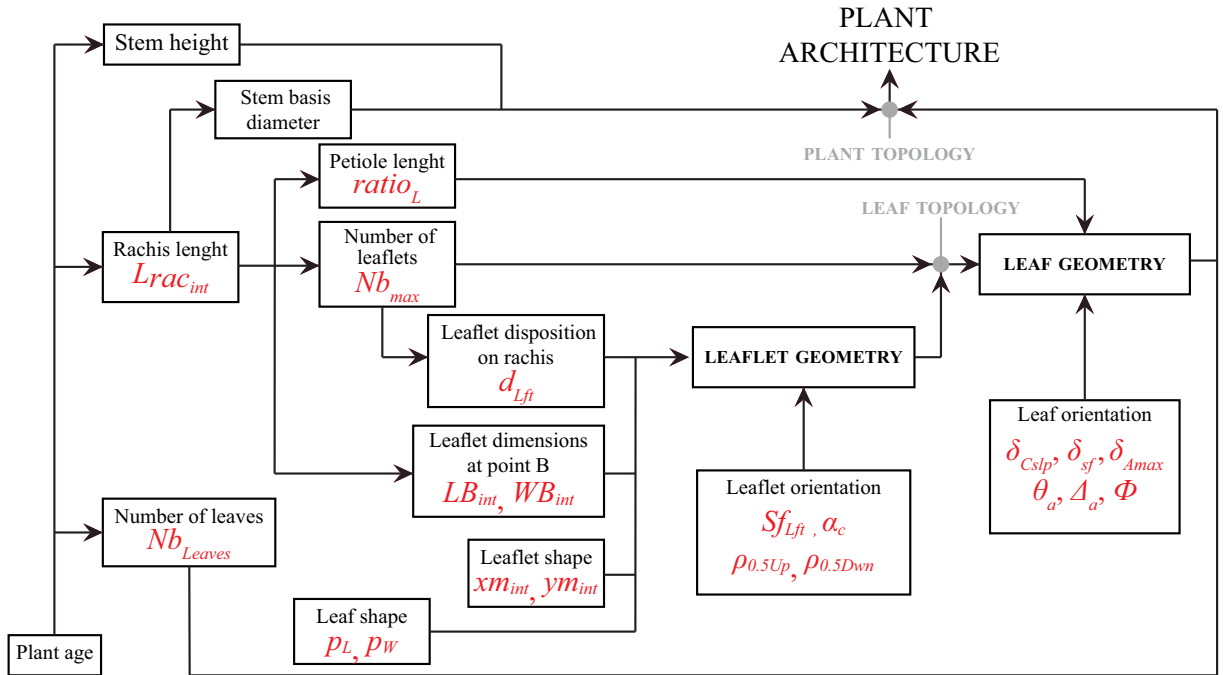 PLANT
ARCHITECTURE
Stem height
Stem basis
diameter
PLANT TOPOLOGY
Petiole lenght
ratio_L
LEAF TOPOLOGY
Rachis lenght
Lrac_int
Number of
leaflets
Nb_max
LEAF GEOMETRY
Leaflet disposition
on rachis
d_Lft
LEAFLET GEOMETRY
Leaf orientation
δ_Cslp, δ_sf, δ_Amax
θ_a, Δ_a, Φ
Leaflet dimensions
at point B
LB_int, WB_int
Leaflet orientation
Sf_Lft , α_c
ρ_0.5Up, ρ_0.5Dwn
Number of leaves
Nb_Leaves
Leaflet shape
xm_int, ym_int
Leaf shape
p_L, p_W
Plant age